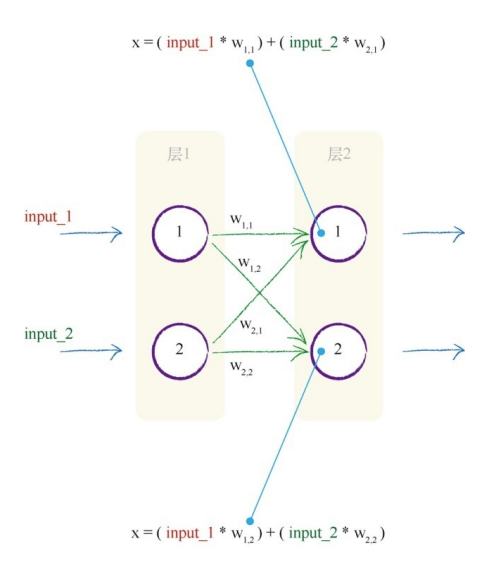 x = ( input_1 * w1,1 ) + ( input_2 * w2,1 )
层1 层2
input_1 1 w1,1 1
w1,2
input_2 2 w2,1 2
w2,2
x = ( input_1 * w1,2 ) + ( input_2 * w2,2 )